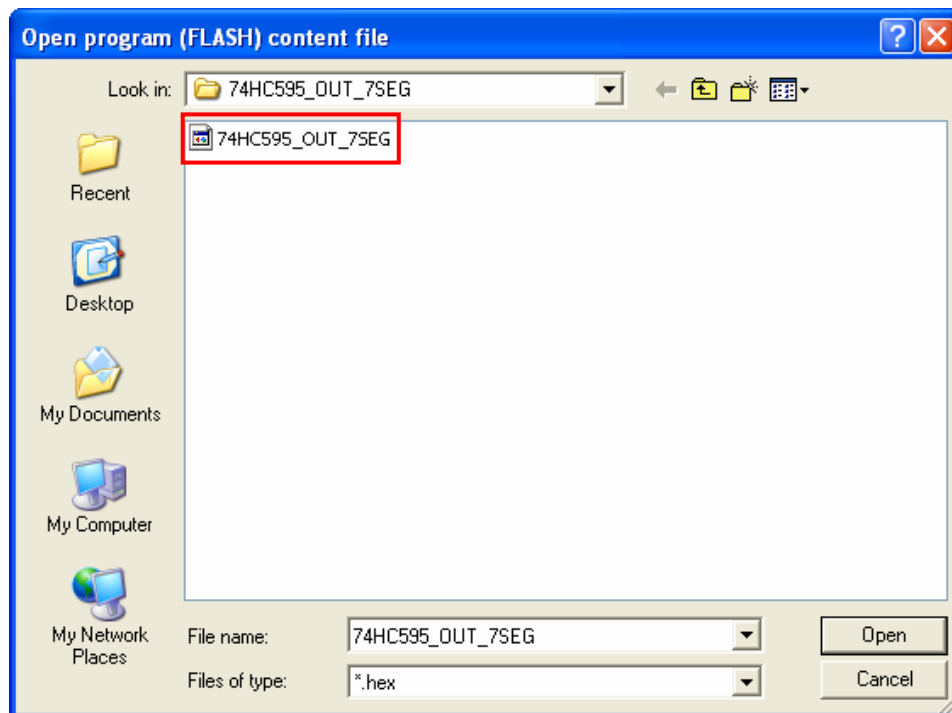 Open program (FLASH) content file
Look in: 74HC595_OUT_7SEG
74HC595_OUT_7SEG
Recent
Desktop
My Documents
My Computer
My Network
Places
File name: 74HC595_OUT_7SEG Open
Files of type: *.hex Cancel